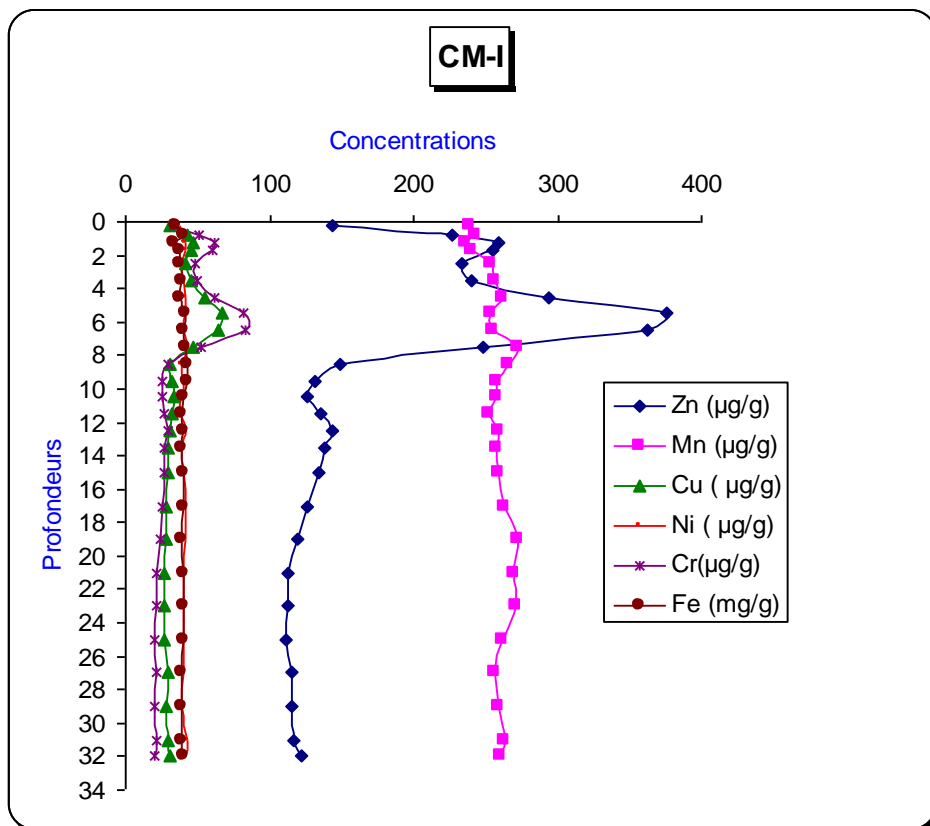 CM-I
Concentrations
0 100 200 300 400
Profondeurs
0
2
4
6
8
10
12
14
16
18
20
22
24
26
28
30
32
34
Zn (µg/g)
Mn (µg/g)
Cu ( µg/g)
Ni ( µg/g)
Cr(µg/g)
Fe (mg/g)